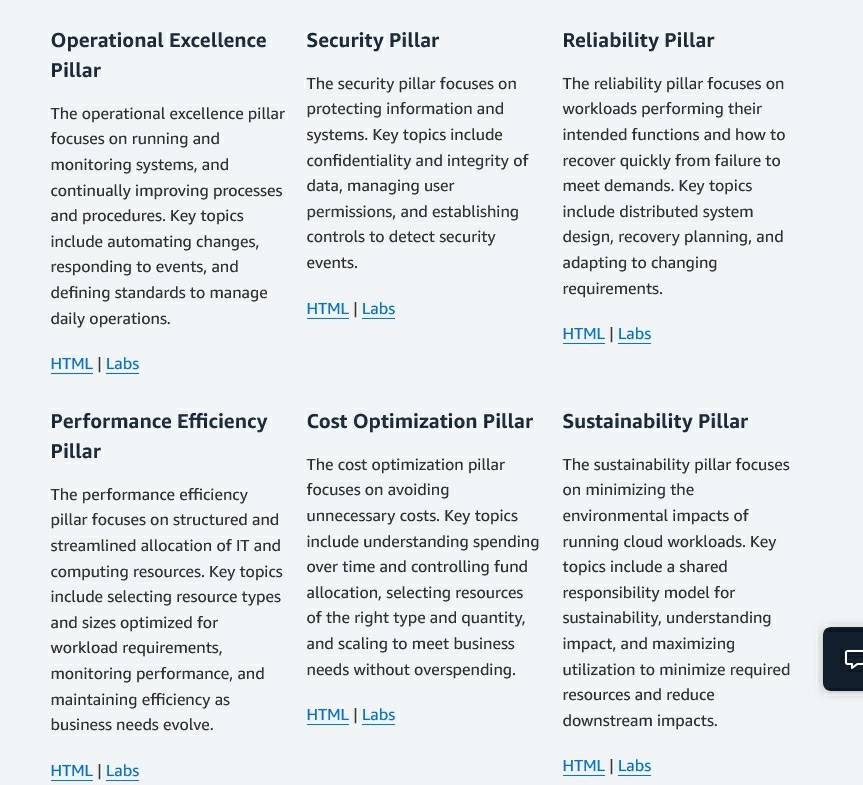 Operational Excellence
Pillar
The operational excellence pillar
focuses on running and
monitoring systems, and
continually improving processes
and procedures. Key topics
include automating changes,
responding to events, and
defining standards to manage
daily operations.
HTML | Labs
Security Pillar
The security pillar focuses on
protecting information and
systems. Key topics include
confidentiality and integrity of
data, managing user
permissions, and establishing
controls to detect security
events.
HTML | Labs
Reliability Pillar
The reliability pillar focuses on
workloads performing their
intended functions and how to
recover quickly from failure to
meet demands. Key topics
include distributed system
design, recovery planning, and
adapting to changing
requirements.
HTML | Labs
Performance Efficiency
Pillar
The performance efficiency
pillar focuses on structured and
streamlined allocation of IT and
computing resources. Key topics
include selecting resource types
and sizes optimized for
workload requirements,
monitoring performance, and
maintaining efficiency as
business needs evolve.
HTML | Labs
Cost Optimization Pillar
The cost optimization pillar
focuses on avoiding
unnecessary costs. Key topics
include understanding spending
over time and controlling fund
allocation, selecting resources
of the right type and quantity,
and scaling to meet business
needs without overspending.
HTML | Labs
Sustainability Pillar
The sustainability pillar focuses
on minimizing the
environmental impacts of
running cloud workloads. Key
topics include a shared
responsibility model for
sustainability, understanding
impact, and maximizing
utilization to minimize required
resources and reduce
downstream impacts.
HTML | Labs